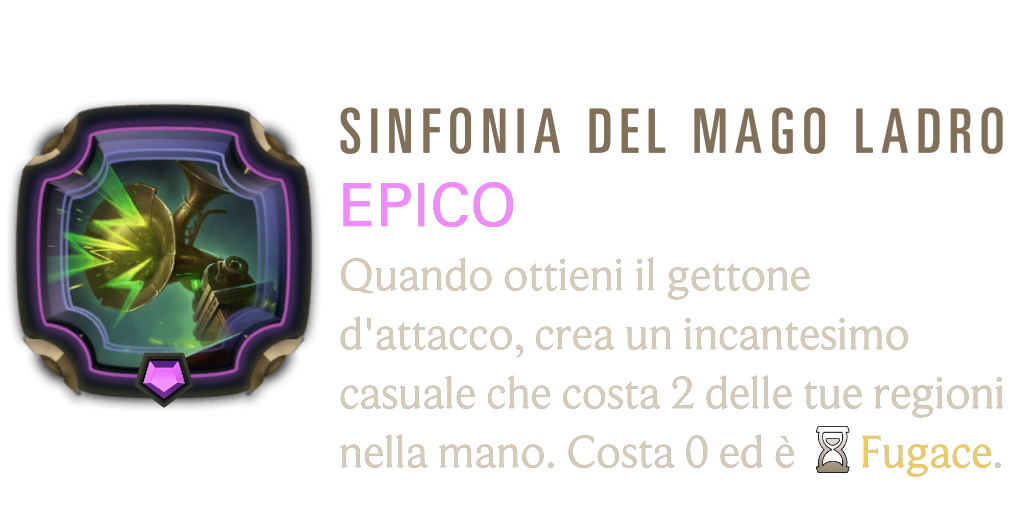 SINFONIA DEL MAGO LADRO
EPICO
Quando ottieni il gettone
d'attacco, crea un incantesimo
casuale che costa 2 delle tue regioni
nella mano. Costa 0 ed è Fugace.